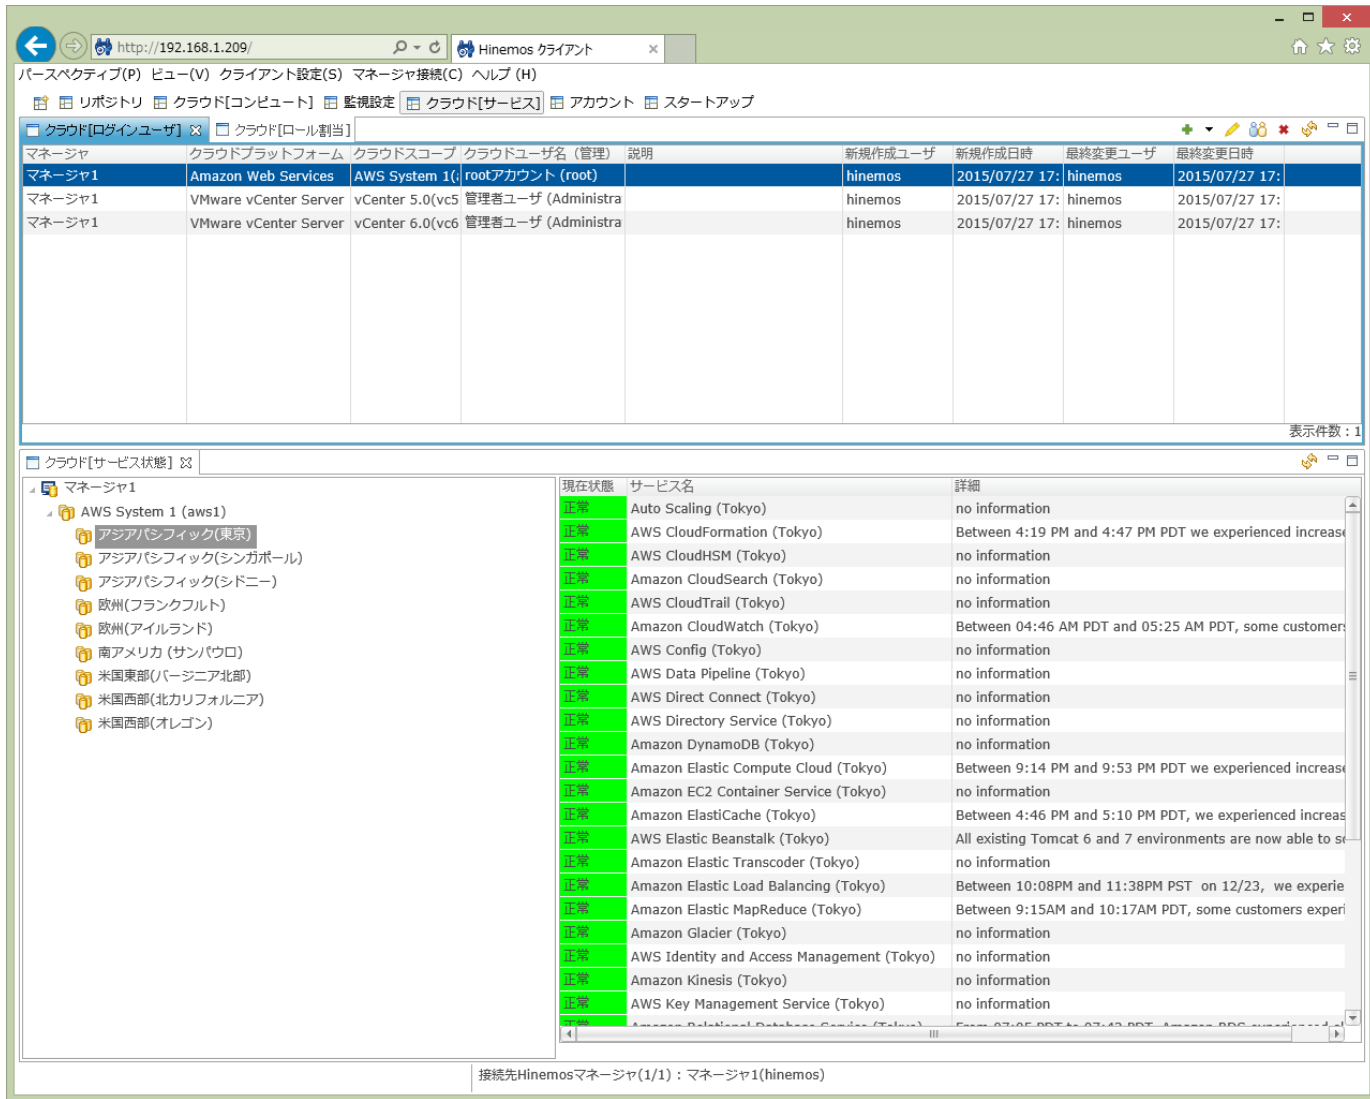 http://192.168.1.209/ Hinemos クライアント
パースペクティブ(P) ビュー(V) クライアント設定(S) マネージャ接続(C) ヘルプ (H)
リポジトリ クラウド[コンピュート] 監視設定 クラウド[サービス] アカウント スタートアップ
クラウド[ログインユーザ] クラウド[ロール割当]
マネージャ クラウドプラットフォーム クラウドスコープ クラウドユーザ名（管理） 説明 新規作成ユーザ 新規作成日時 最終変更ユーザ 最終変更日時
マネージャ1 Amazon Web Services AWS System 1(a rootアカウント (root) hinemos 2015/07/27 17: hinemos 2015/07/27 17:
マネージャ1 VMware vCenter Server vCenter 5.0(vc5 管理者ユーザ (Administra hinemos 2015/07/27 17: hinemos 2015/07/27 17:
マネージャ1 VMware vCenter Server vCenter 6.0(vc6 管理者ユーザ (Administra hinemos 2015/07/27 17: hinemos 2015/07/27 17:
表示件数：1
クラウド[サービス状態]
マネージャ1
AWS System 1 (aws1)
アジアパシフィック(東京)
アジアパシフィック(シンガポール)
アジアパシフィック(シドニー)
欧州(フランクフルト)
欧州(アイルランド)
南アメリカ (サンパウロ)
米国東部(バージニア北部)
米国西部(北カリフォルニア)
米国西部(オレゴン)
現在状態 サービス名 詳細
正常 Auto Scaling (Tokyo) no information
正常 AWS CloudFormation (Tokyo) Between 4:19 PM and 4:47 PM PDT we experienced increase
正常 AWS CloudHSM (Tokyo) no information
正常 Amazon CloudSearch (Tokyo) no information
正常 AWS CloudTrail (Tokyo) no information
正常 Amazon CloudWatch (Tokyo) Between 04:46 AM PDT and 05:25 AM PDT, some customers
正常 AWS Config (Tokyo) no information
正常 AWS Data Pipeline (Tokyo) no information
正常 AWS Direct Connect (Tokyo) no information
正常 AWS Directory Service (Tokyo) no information
正常 Amazon DynamoDB (Tokyo) no information
正常 Amazon Elastic Compute Cloud (Tokyo) Between 9:14 PM and 9:53 PM PDT we experienced increase
正常 Amazon EC2 Container Service (Tokyo) no information
正常 Amazon ElastiCache (Tokyo) Between 4:46 PM and 5:10 PM PDT, we experienced increas
正常 AWS Elastic Beanstalk (Tokyo) All existing Tomcat 6 and 7 environments are now able to s
正常 Amazon Elastic Transcoder (Tokyo) no information
正常 Amazon Elastic Load Balancing (Tokyo) Between 10:08PM and 11:38PM PST on 12/23, we experie
正常 Amazon Elastic MapReduce (Tokyo) Between 9:15AM and 10:17AM PDT, some customers experi
正常 Amazon Glacier (Tokyo) no information
正常 AWS Identity and Access Management (Tokyo) no information
正常 Amazon Kinesis (Tokyo) no information
正常 AWS Key Management Service (Tokyo) no information
正常 Amazon Relational Database Service (Tokyo) From 07:05 PDT to 07:42 PDT, Amazon RDS experienced
接続先Hinemosマネージャ(1/1)：マネージャ1(hinemos)